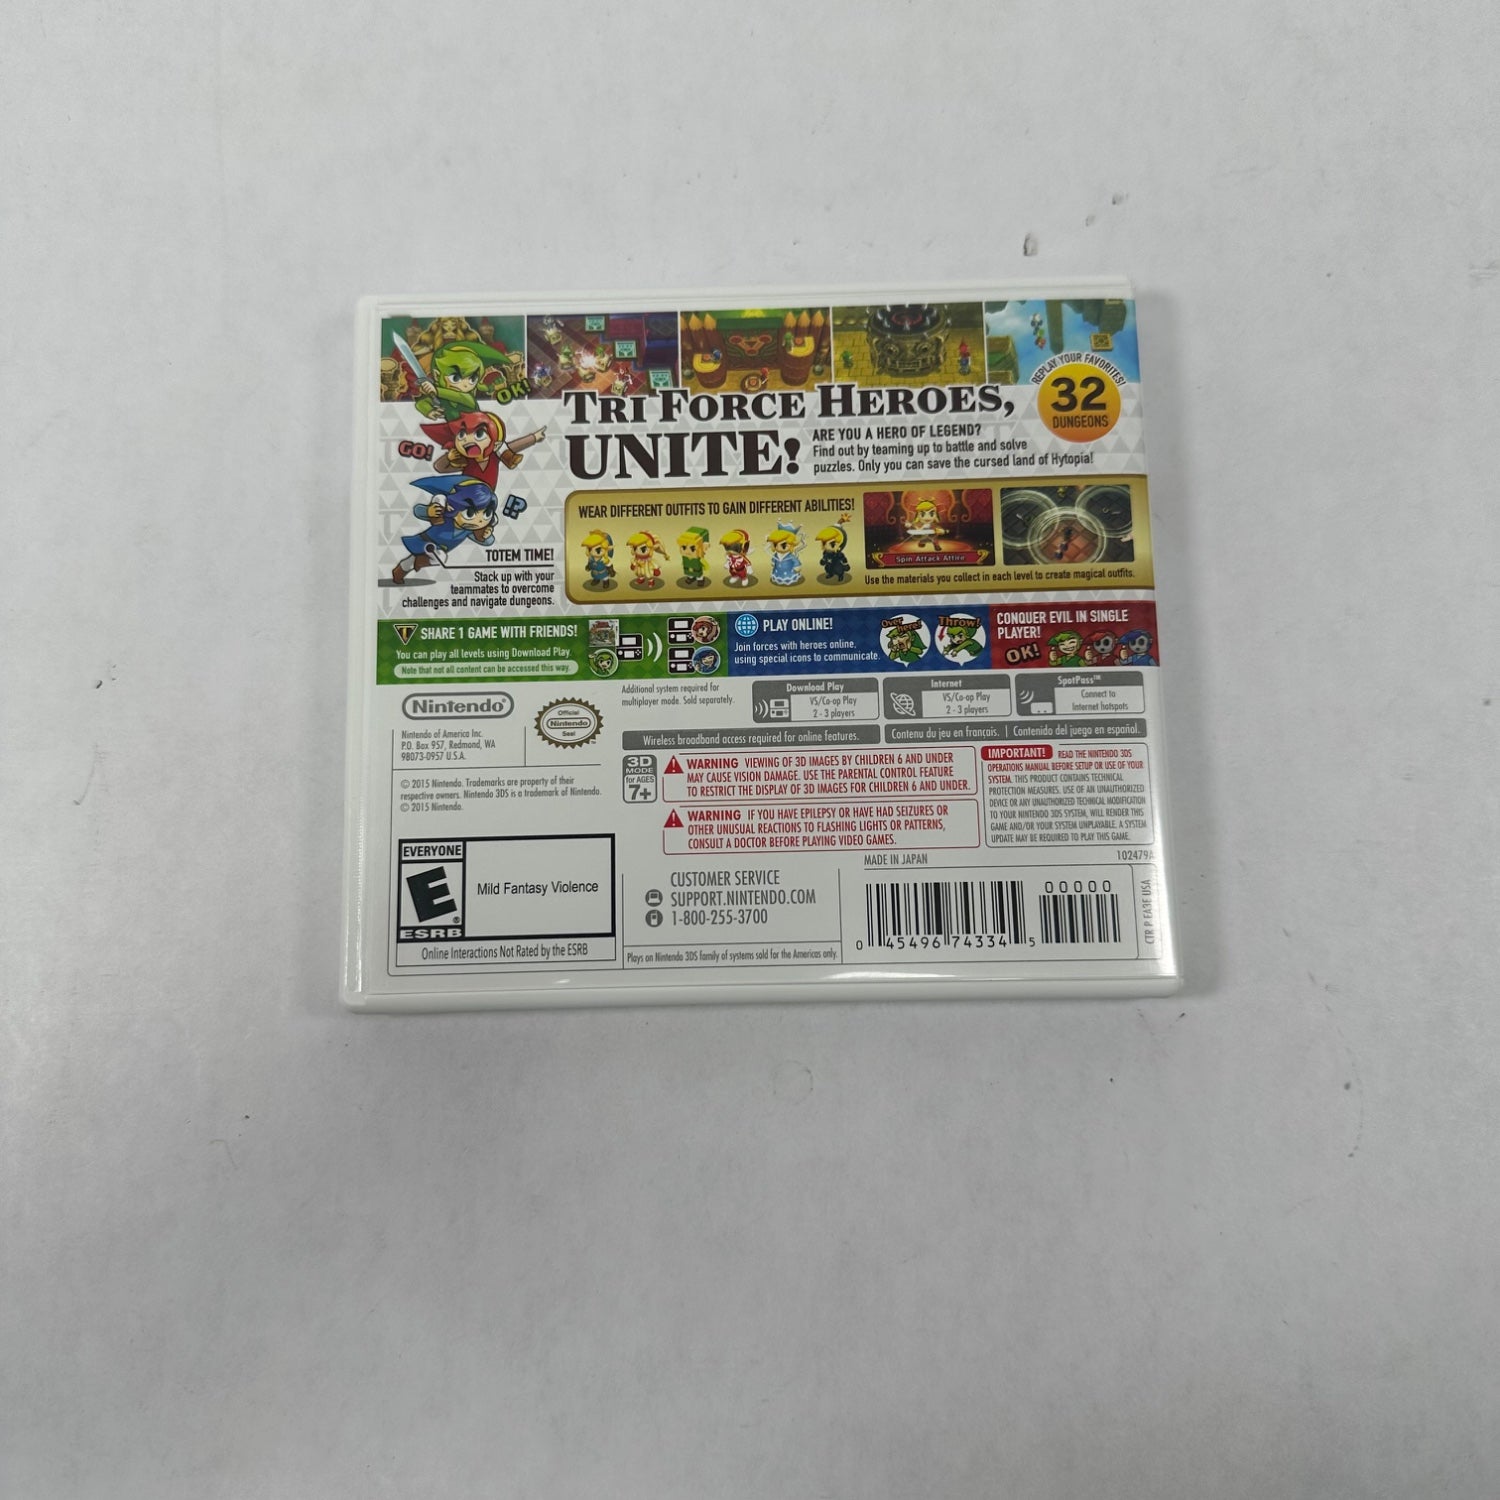 OK!
GO!
!?
TRI FORCE HEROES,
UNITE!
REPLAY YOUR FAVORITES!
32
DUNGEONS
ARE YOU A HERO OF LEGEND?
Find out by teaming up to battle and solve
puzzles. Only you can save the cursed land of Hytopia!
TOTEM TIME!
Stack up with your
teammates to overcome
challenges and navigate dungeons.
WEAR DIFFERENT OUTFITS TO GAIN DIFFERENT ABILITIES!
Spin Attack Attire
Use the materials you collect in each level to create magical outfits.
SHARE 1 GAME WITH FRIENDS!
You can play all levels using Download Play.
Note that not all content can be accessed this way.
PLAY ONLINE!
Join forces with heroes online,
using special icons to communicate.
Over here!
Throw!
CONQUER EVIL IN SINGLE
PLAYER!
OK!
Nintendo®
Official
Nintendo
Seal
Nintendo of America Inc.
P.O. Box 957, Redmond, WA
98073-0957 U.S.A.
Additional system required for
multiplayer mode. Sold separately.
Download Play
VS/Co-op Play
2 - 3 players
Internet
VS/Co-op Play
2 - 3 players
SpotPass™
Connect to
Internet hotspots
Wireless broadband access required for online features.
Contenu du jeu en français.
Contenido del juego en español.
© 2015 Nintendo. Trademarks are property of their
respective owners. Nintendo 3DS is a trademark of Nintendo.
© 2015 Nintendo.
3D
MODE
for AGES
7+
WARNING VIEWING OF 3D IMAGES BY CHILDREN 6 AND UNDER
MAY CAUSE VISION DAMAGE. USE THE PARENTAL CONTROL FEATURE
TO RESTRICT THE DISPLAY OF 3D IMAGES FOR CHILDREN 6 AND UNDER.
WARNING IF YOU HAVE EPILEPSY OR HAVE HAD SEIZURES OR
OTHER UNUSUAL REACTIONS TO FLASHING LIGHTS OR PATTERNS,
CONSULT A DOCTOR BEFORE PLAYING VIDEO GAMES.
IMPORTANT! READ THE NINTENDO 3DS
OPERATIONS MANUAL BEFORE SETUP OR USE OF YOUR
SYSTEM. THIS PRODUCT CONTAINS TECHNICAL
PROTECTION MEASURES. USE OF AN UNAUTHORIZED
DEVICE OR ANY UNAUTHORIZED TECHNICAL MODIFICATION
TO YOUR NINTENDO 3DS SYSTEM, WILL RENDER THIS
GAME AND/OR YOUR SYSTEM UNPLAYABLE. A SYSTEM
UPDATE MAY BE REQUIRED TO PLAY THIS GAME.
EVERYONE
E
®
ESRB
Mild Fantasy Violence
Online Interactions Not Rated by the ESRB
CUSTOMER SERVICE
SUPPORT.NINTENDO.COM
1-800-255-3700
Plays on Nintendo 3DS family of systems sold for the Americas only.
MADE IN JAPAN
102479A
00000
0 45496 74334 5
CTR P EA3E USA